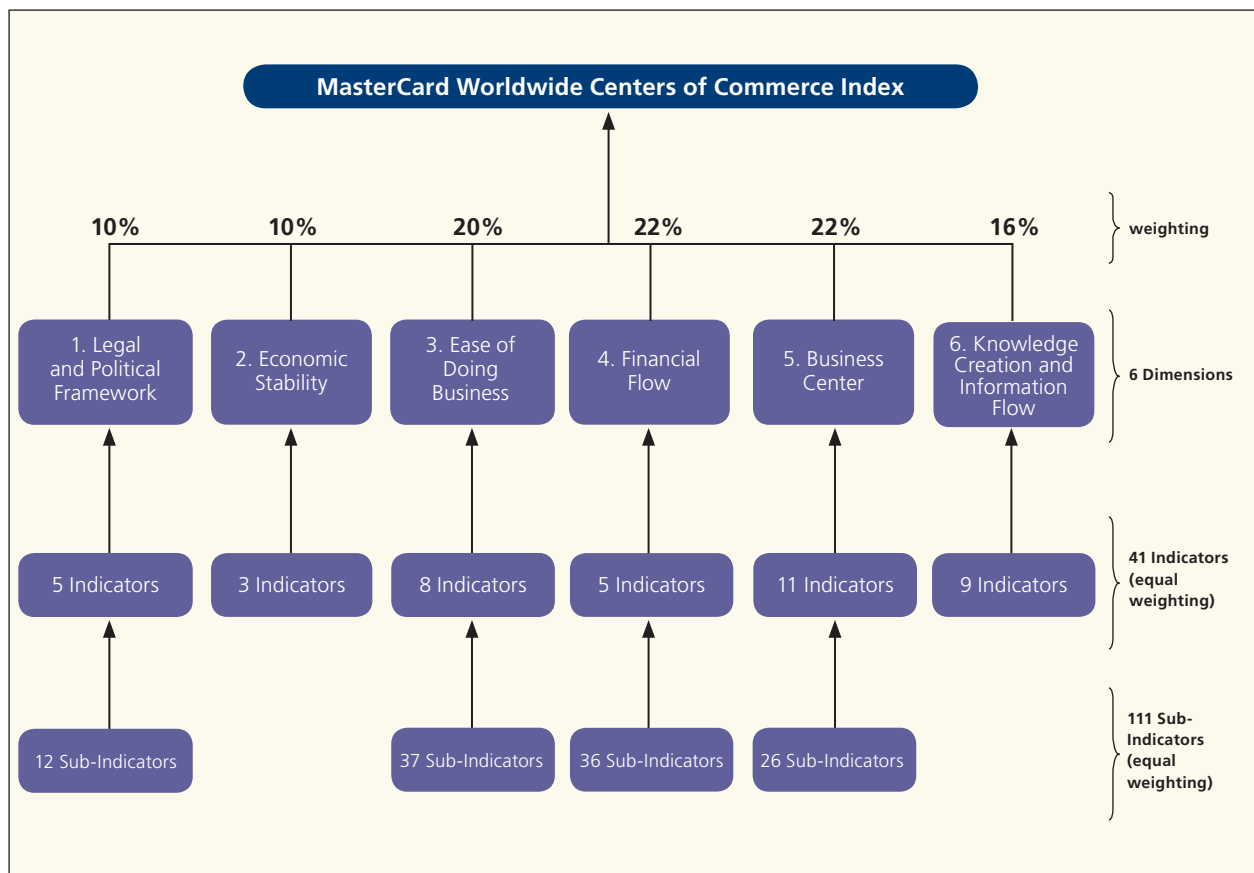 MasterCard Worldwide Centers of Commerce Index
10%
10%
20%
22%
22%
16%
weighting
1. Legal
and Political
Framework
2. Economic
Stability
3. Ease of
Doing
Business
4. Financial
Flow
5. Business
Center
6. Knowledge
Creation and
Information
Flow
6 Dimensions
5 Indicators
3 Indicators
8 Indicators
5 Indicators
11 Indicators
9 Indicators
41 Indicators
(equal
weighting)
12 Sub-Indicators
37 Sub-Indicators
36 Sub-Indicators
26 Sub-Indicators
111 Sub-
Indicators
(equal
weighting)